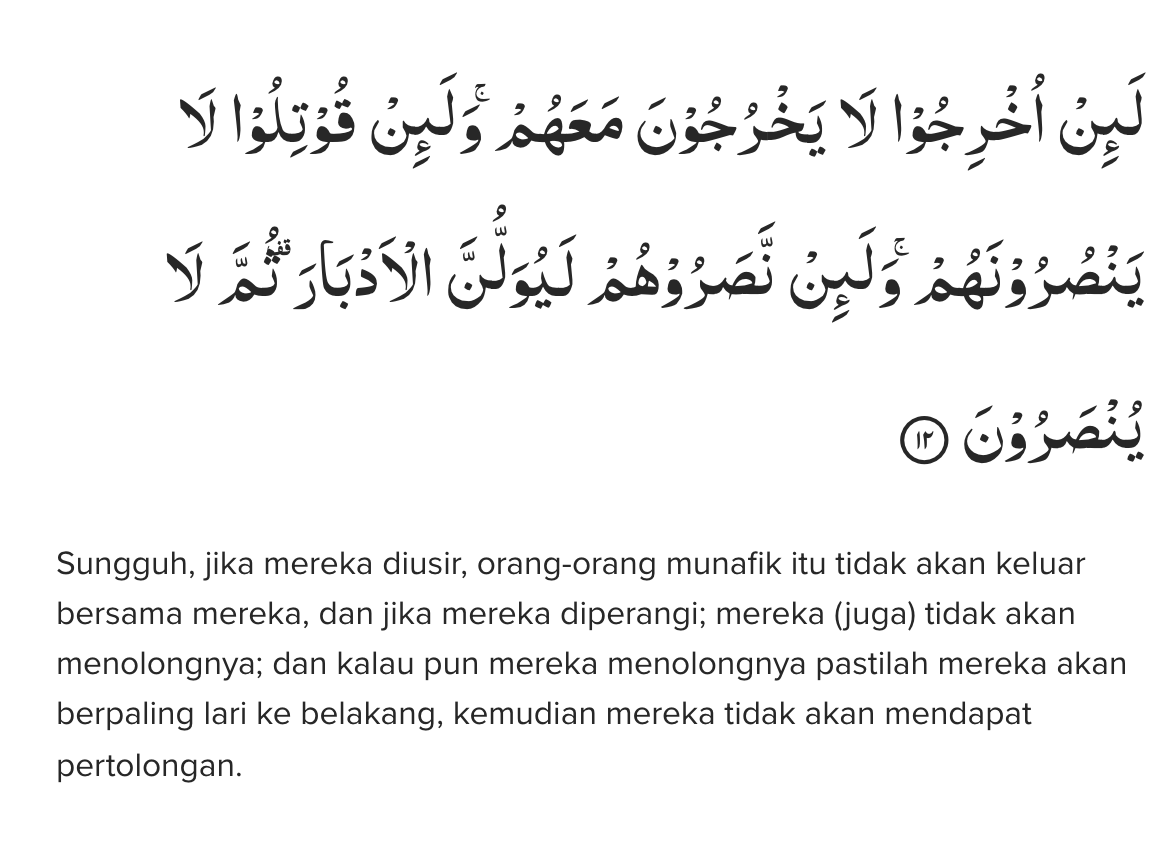 لَىِٕنْ اُخْرِجُوْا لَا يَخْرُجُوْنَ مَعَهُمْۚ وَلَىِٕنْ قُوْتِلُوْا لَا
يَنْصُرُوْنَهُمْۚ وَلَىِٕنْ نَّصَرُوْهُمْ لَيُوَلُّنَّ الْاَدْبَارَۙ ثُمَّ لَا
يُنْصَرُوْنَ ١٢
Sungguh, jika mereka diusir, orang-orang munafik itu tidak akan keluar
bersama mereka, dan jika mereka diperangi; mereka (juga) tidak akan
menolongnya; dan kalau pun mereka menolongnya pastilah mereka akan
berpaling lari ke belakang, kemudian mereka tidak akan mendapat
pertolongan.